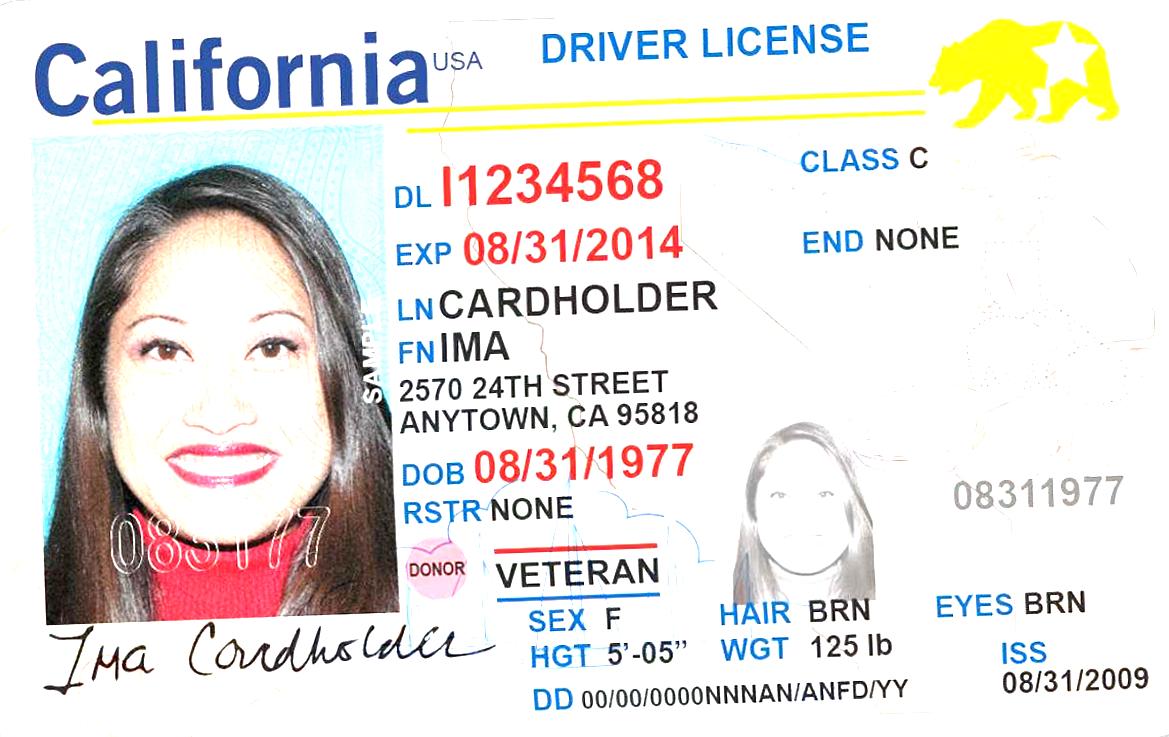 California USA DRIVER LICENSE
DL I1234568
CLASS C
EXP 08/31/2014
END NONE
LN CARDHOLDER
FN IMA
2570 24TH STREET
ANYTOWN, CA 95818
DOB 08/31/1977
RSTR NONE
08311977
DONOR
VETERAN
SEX F
HAIR BRN
EYES BRN
HGT 5'-05"
WGT 125 lb
ISS
08/31/2009
DD 00/00/0000NNNAN/ANFD/YY
SAMPLE
083177
Ima Cardholder